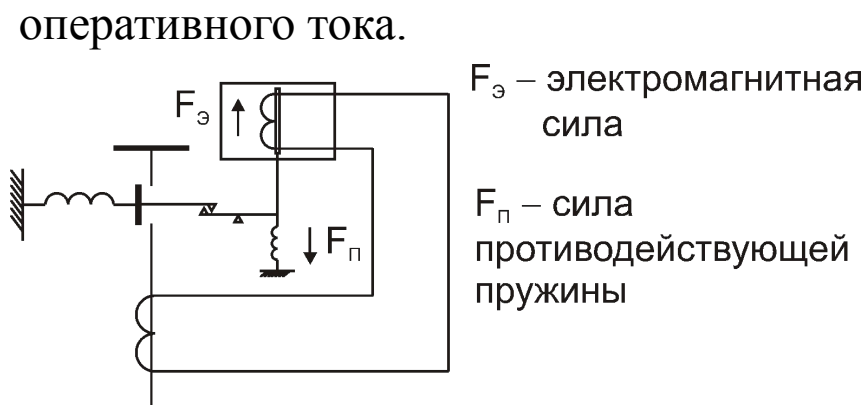 оперативного тока.
Fэ – электромагнитная
сила
Fэ
Fп – сила
противодействующей
пружины
Fп